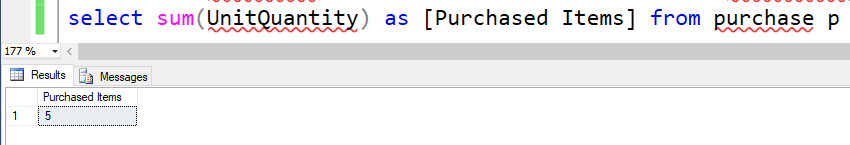 select sum(UnitQuantity) as [Purchased Items] from purchase p
177 %
Results Messages
Purchased Items
1 5